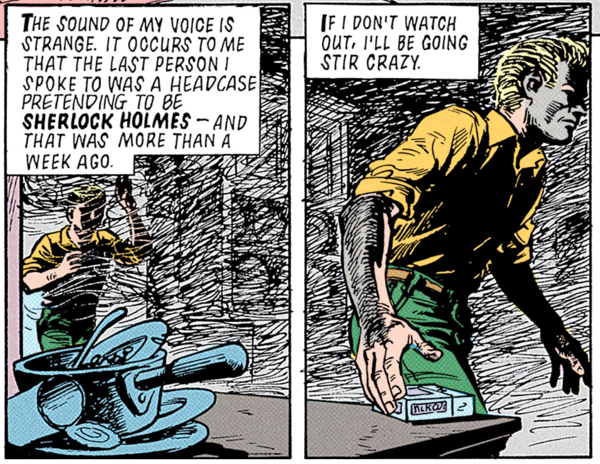 THE SOUND OF MY VOICE IS
STRANGE. IT OCCURS TO ME
THAT THE LAST PERSON I
SPOKE TO WAS A HEADCASE
PRETENDING TO BE
SHERLOCK HOLMES – AND
THAT WAS MORE THAN A
WEEK AGO.
IF I DON'T WATCH
OUT, I'LL BE GOING
STIR CRAZY.